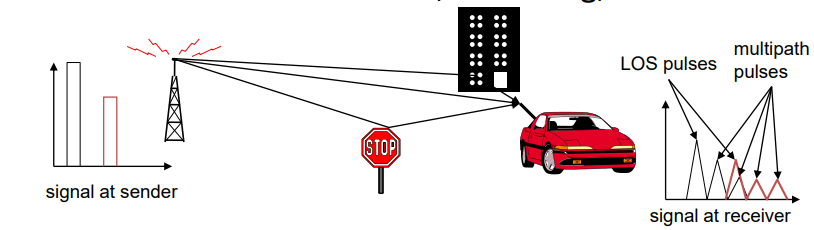 LOS pulses
multipath
pulses
STOP
signal at sender
signal at receiver